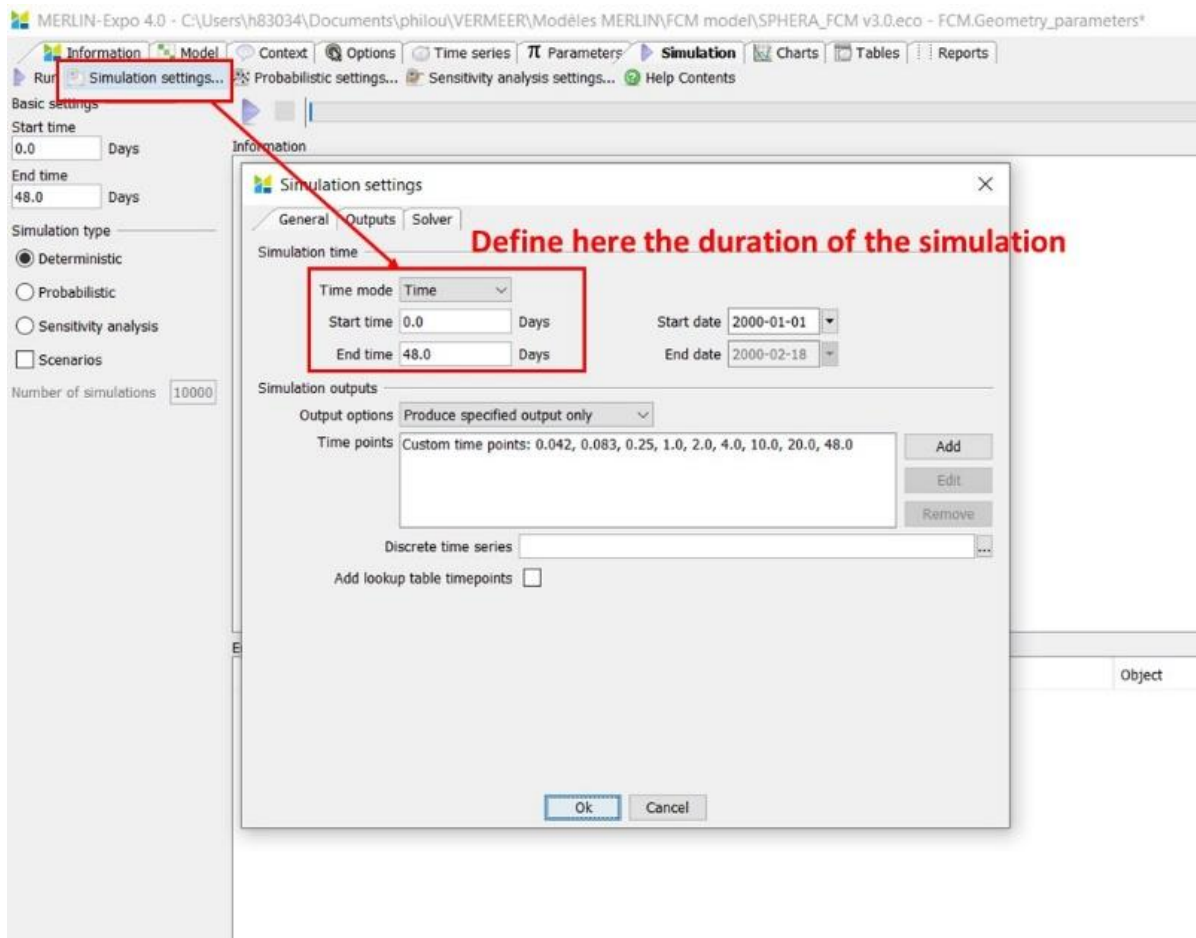 MERLIN-Expo 4.0 - C:\Users\h83034\Documents\philou\VERMEER\Modèles MERLIN\FCM model\SPHERA_FCM v3.0.eco - FCM.Geometry_parameters*
Information Model Context Options Time series π Parameters Simulation Charts Tables Reports
Run Simulation settings... Probabilistic settings... Sensitivity analysis settings... Help Contents
Basic settings
Start time
0.0 Days
End time
48.0 Days
Simulation type
Deterministic
Probabilistic
Sensitivity analysis
Scenarios
Number of simulations 10000
Information
Simulation settings
General Outputs Solver
Define here the duration of the simulation
Simulation time
Time mode Time
Start time 0.0 Days Start date 2000-01-01
End time 48.0 Days End date 2000-02-18
Simulation outputs
Output options Produce specified output only
Time points Custom time points: 0.042, 0.083, 0.25, 1.0, 2.0, 4.0, 10.0, 20.0, 48.0 Add
Edit
Remove
Discrete time series ...
Add lookup table timepoints
Ok Cancel
Object